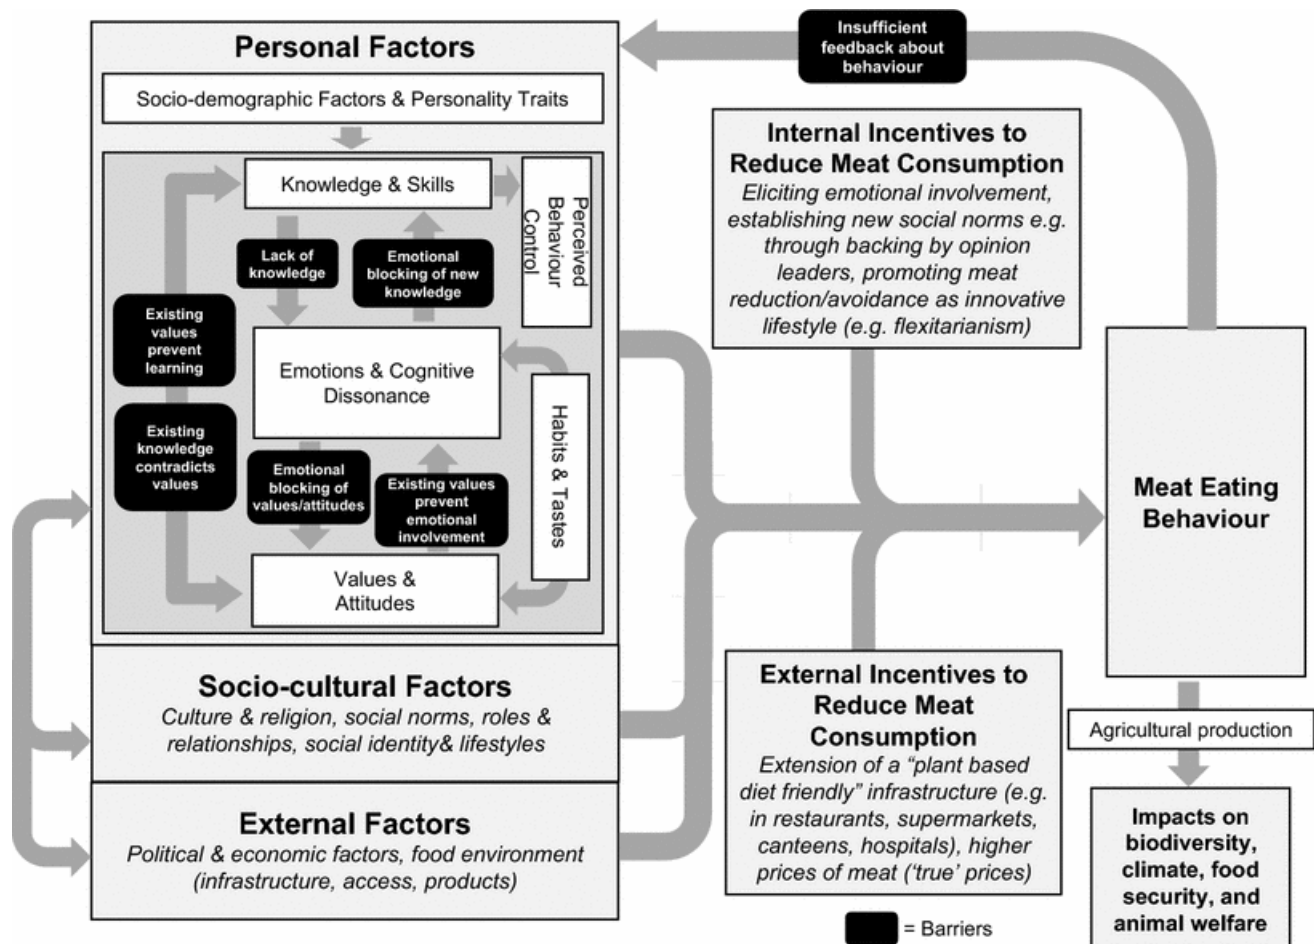 Personal Factors
Socio-demographic Factors & Personality Traits
Knowledge & Skills
Perceived
Behaviour
Control
Lack of
knowledge
Emotional
blocking of new
knowledge
Existing
values
prevent
learning
Emotions & Cognitive
Dissonance
Habits & Tastes
Existing
knowledge
contradicts
values
Emotional
blocking of
values/attitudes
Existing values
prevent
emotional
involvement
Values &
Attitudes
Socio-cultural Factors
Culture & religion, social norms, roles &
relationships, social identity& lifestyles
External Factors
Political & economic factors, food environment
(infrastructure, access, products)
Insufficient
feedback about
behaviour
Internal Incentives to
Reduce Meat Consumption
Eliciting emotional involvement,
establishing new social norms e.g.
through backing by opinion
leaders, promoting meat
reduction/avoidance as innovative
lifestyle (e.g. flexitarianism)
External Incentives to
Reduce Meat
Consumption
Extension of a “plant based
diet friendly” infrastructure (e.g.
in restaurants, supermarkets,
canteens, hospitals), higher
prices of meat (‘true’ prices)
= Barriers
Meat Eating
Behaviour
Agricultural production
Impacts on
biodiversity,
climate, food
security, and
animal welfare